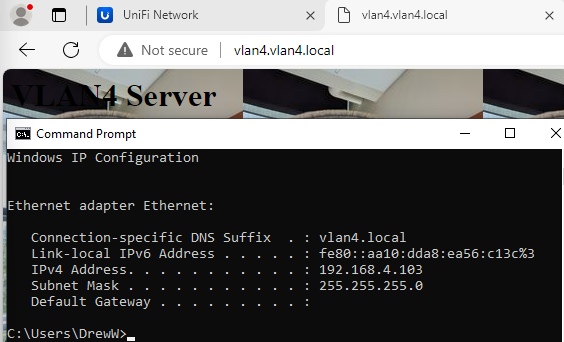 UniFi Network
vlan4.vlan4.local
Not secure
vlan4.vlan4.local
VLAN4 Server
Command Prompt
Windows IP Configuration
Ethernet adapter Ethernet:
Connection-specific DNS Suffix  . : vlan4.local
Link-local IPv6 Address . . . . . : fe80::aa10:dda8:ea56:c13c%3
IPv4 Address. . . . . . . . . . . : 192.168.4.103
Subnet Mask . . . . . . . . . . . : 255.255.255.0
Default Gateway . . . . . . . . . :
C:\Users\DrewW>